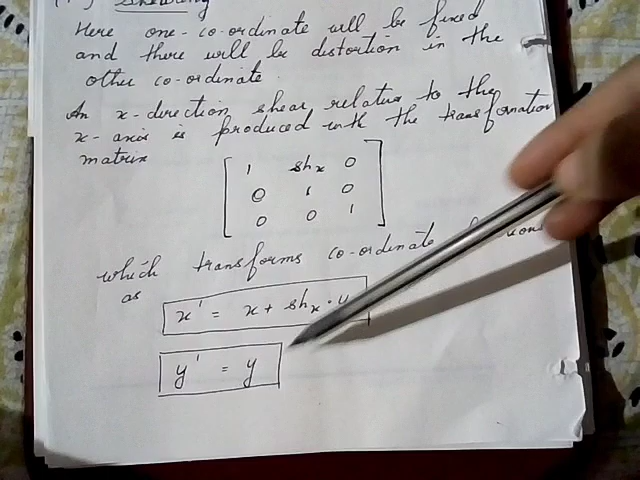 Shearing
Here one-co-ordinate will be fixed
and there will be distortion in the
other co-ordinate.
An x-direction shear relative to the
x-axis is produced with the transformation
matrix
1 shx 0
0 1 0
0 0 1
which transforms co-ordinate
as
x' = x + shx · y
y' = y